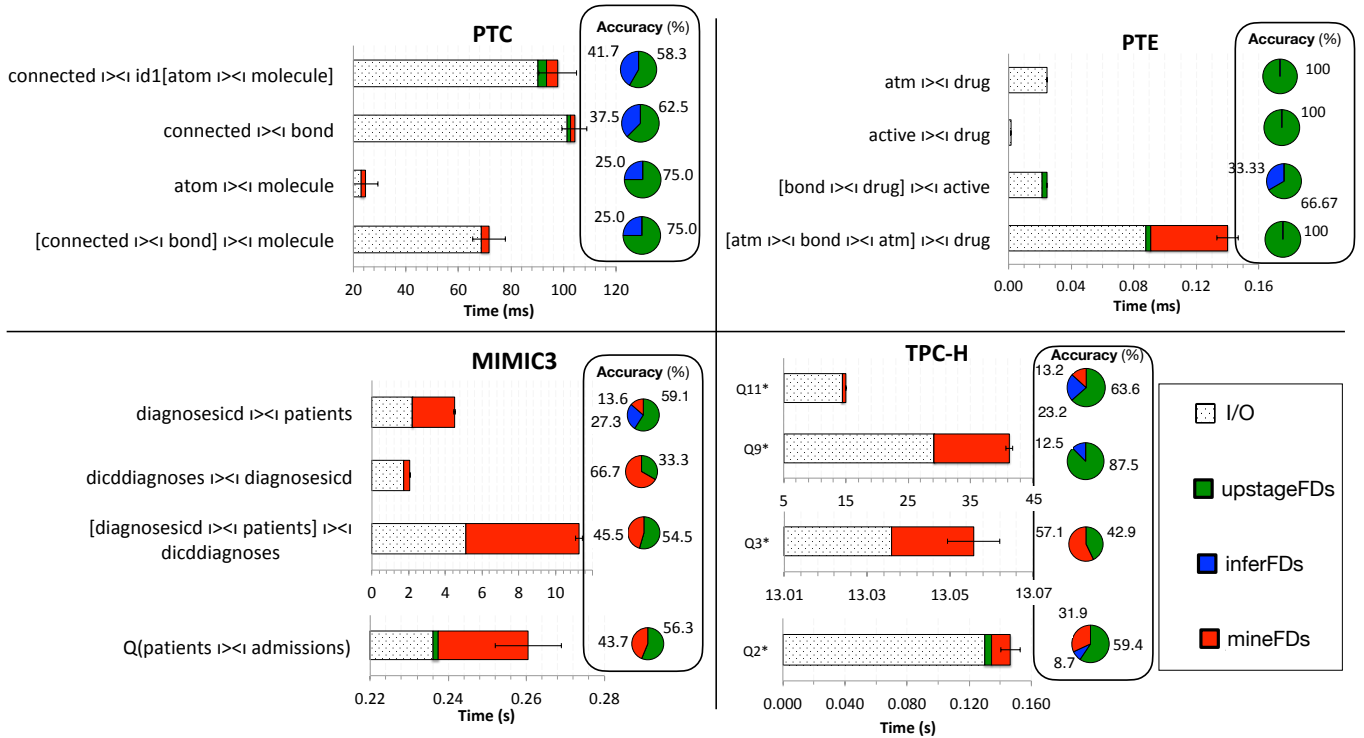 PTC
Accuracy (%)
connected ı><ı id1[atom ı><ı molecule]
41.7
58.3
connected ı><ı bond
37.5
62.5
atom ı><ı molecule
25.0
75.0
[connected ı><ı bond] ı><ı molecule
25.0
75.0
20 40 60 80 100 120
Time (ms)
PTE
Accuracy (%)
atm ı><ı drug
100
active ı><ı drug
100
[bond ı><ı drug] ı><ı active
33.33
66.67
[atm ı><ı bond ı><ı atm] ı><ı drug
100
0.00 0.04 0.08 0.12 0.16
Time (ms)
MIMIC3
Accuracy (%)
diagnosesicd ı><ı patients
13.6
59.1
27.3
dicddiagnoses ı><ı diagnosesicd
66.7
33.3
[diagnosesicd ı><ı patients] ı><ı
dicddiagnoses
45.5
54.5
0 2 4 6 8 10
Q(patients ı><ı admissions)
43.7
56.3
0.22 0.24 0.26 0.28
Time (s)
TPC-H
Accuracy (%)
Q11*
13.2
63.6
23.2
Q9*
12.5
87.5
5 15 25 35 45
Q3*
57.1
42.9
13.01 13.03 13.05 13.07
Q2*
31.9
59.4
8.7
0.000 0.040 0.080 0.120 0.160
Time (s)
I/O
upstageFDs
inferFDs
mineFDs